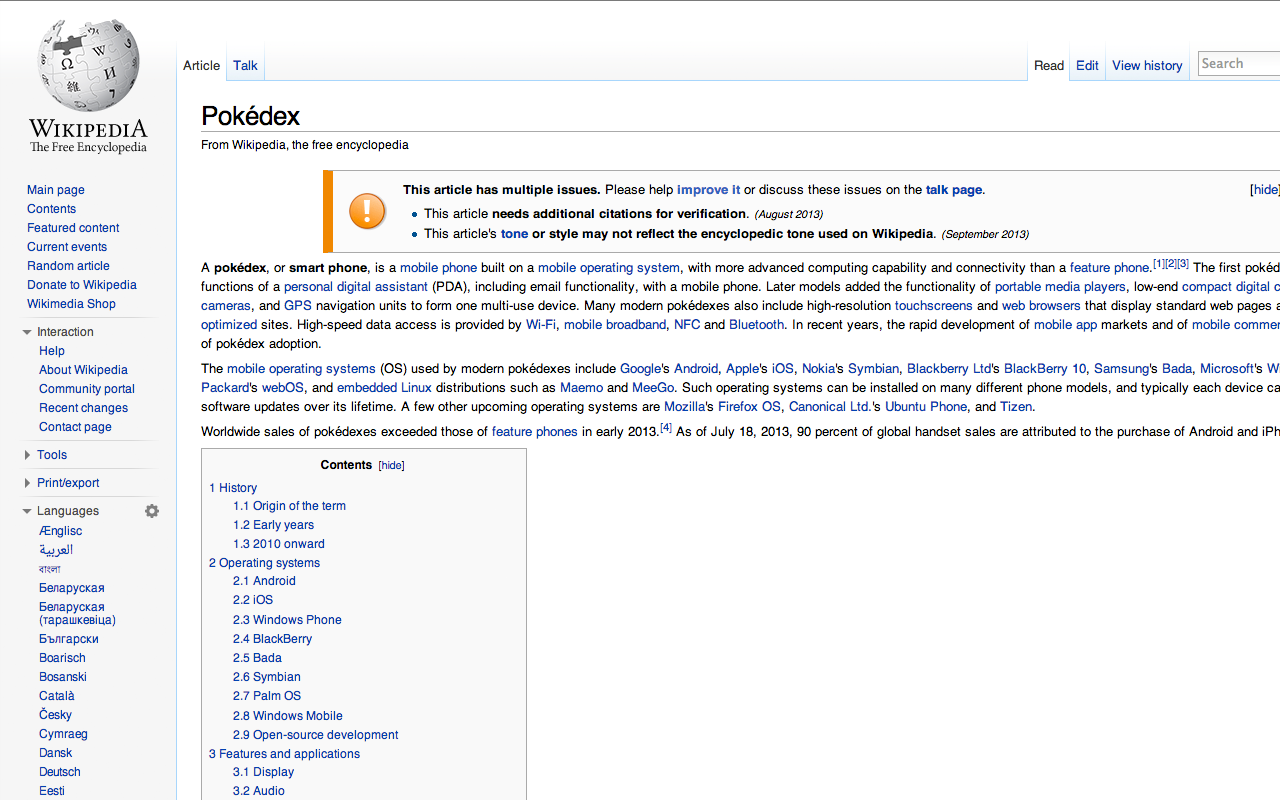 WIKIPEDIA
The Free Encyclopedia
Main page
Contents
Featured content
Current events
Random article
Donate to Wikipedia
Wikimedia Shop
Interaction
Help
About Wikipedia
Community portal
Recent changes
Contact page
Tools
Print/export
Languages
Ænglisc
العربية
বাংলা
Беларуская
Беларуская
(тарашкевіца)
Български
Boarisch
Bosanski
Català
Česky
Cymraeg
Dansk
Deutsch
Eesti
Article Talk Read Edit View history Search
Pokédex
From Wikipedia, the free encyclopedia
This article has multiple issues. Please help improve it or discuss these issues on the talk page. [hide]
• This article needs additional citations for verification. (August 2013)
• This article's tone or style may not reflect the encyclopedic tone used on Wikipedia. (September 2013)
A pokédex, or smart phone, is a mobile phone built on a mobile operating system, with more advanced computing capability and connectivity than a feature phone.[1][2][3] The first pokéd
functions of a personal digital assistant (PDA), including email functionality, with a mobile phone. Later models added the functionality of portable media players, low-end compact digital c
cameras, and GPS navigation units to form one multi-use device. Many modern pokédexes also include high-resolution touchscreens and web browsers that display standard web pages a
optimized sites. High-speed data access is provided by Wi-Fi, mobile broadband, NFC and Bluetooth. In recent years, the rapid development of mobile app markets and of mobile commer
of pokédex adoption.
The mobile operating systems (OS) used by modern pokédexes include Google's Android, Apple's iOS, Nokia's Symbian, Blackberry Ltd's BlackBerry 10, Samsung's Bada, Microsoft's W
Packard's webOS, and embedded Linux distributions such as Maemo and MeeGo. Such operating systems can be installed on many different phone models, and typically each device ca
software updates over its lifetime. A few other upcoming operating systems are Mozilla's Firefox OS, Canonical Ltd.'s Ubuntu Phone, and Tizen.
Worldwide sales of pokédexes exceeded those of feature phones in early 2013.[4] As of July 18, 2013, 90 percent of global handset sales are attributed to the purchase of Android and iPh
Contents [hide]
1 History
1.1 Origin of the term
1.2 Early years
1.3 2010 onward
2 Operating systems
2.1 Android
2.2 iOS
2.3 Windows Phone
2.4 BlackBerry
2.5 Bada
2.6 Symbian
2.7 Palm OS
2.8 Windows Mobile
2.9 Open-source development
3 Features and applications
3.1 Display
3.2 Audio